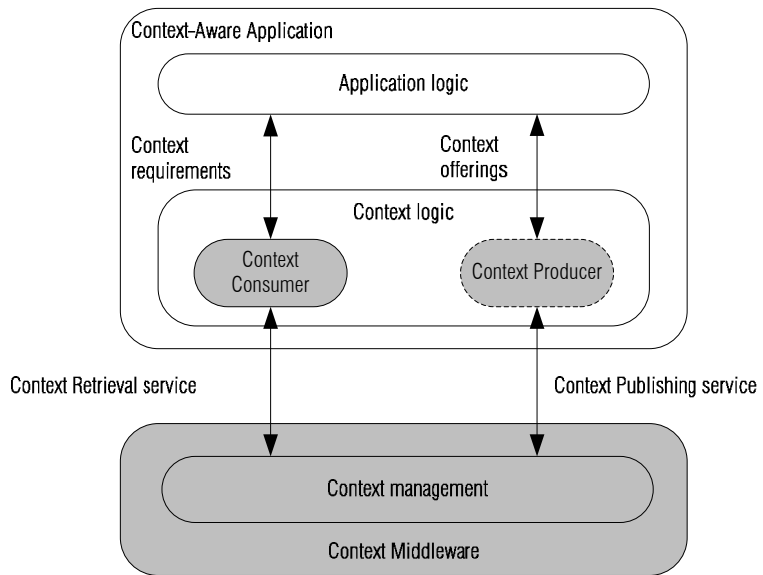 Context-Aware Application
Application logic
Context
requirements
Context
offerings
Context logic
Context
Consumer
Context Producer
Context Retrieval service
Context Publishing service
Context management
Context Middleware